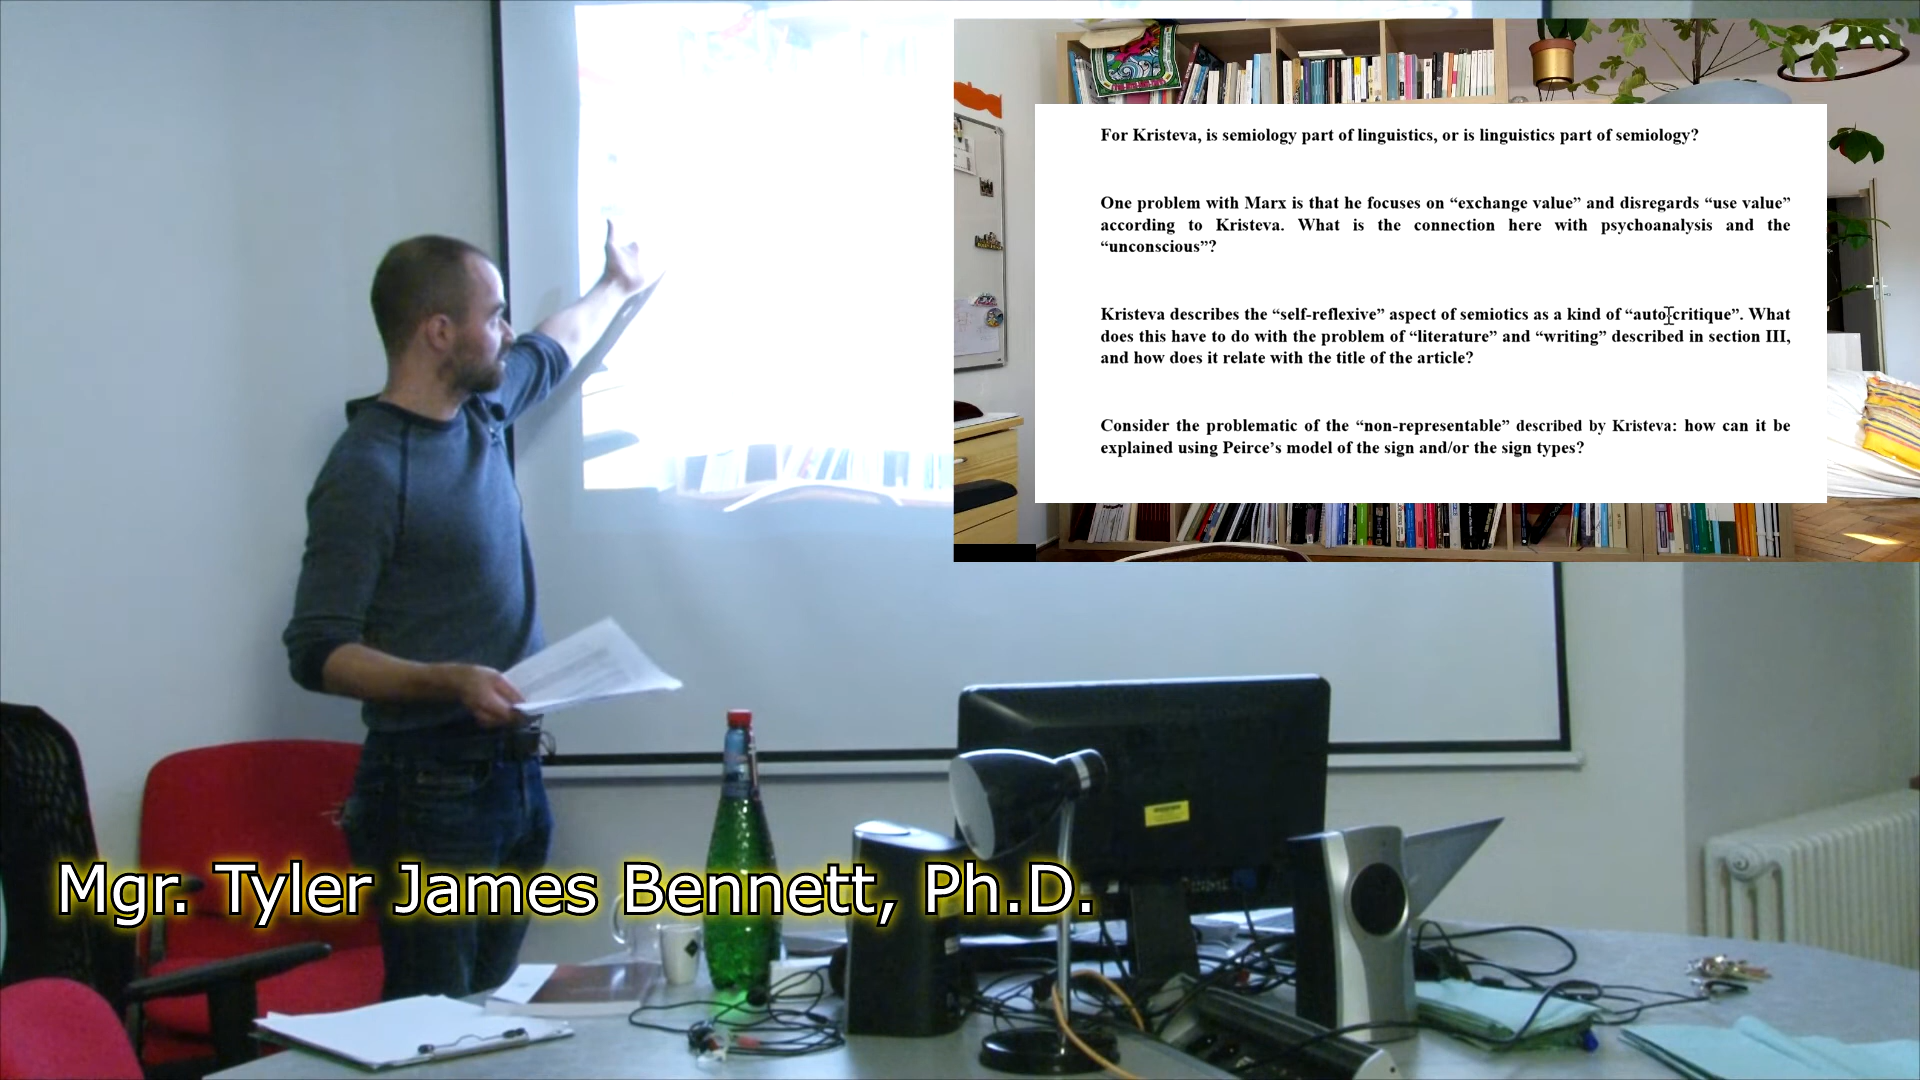 For Kristeva, is semiology part of linguistics, or is linguistics part of semiology?
One problem with Marx is that he focuses on “exchange value” and disregards “use value”
according to Kristeva. What is the connection here with psychoanalysis and the
“unconscious”?
Kristeva describes the “self-reflexive” aspect of semiotics as a kind of “auto-critique”. What
does this have to do with the problem of “literature” and “writing” described in section III,
and how does it relate with the title of the article?
Consider the problematic of the “non-representable” described by Kristeva: how can it be
explained using Peirce’s model of the sign and/or the sign types?
Mgr. Tyler James Bennett, Ph.D.